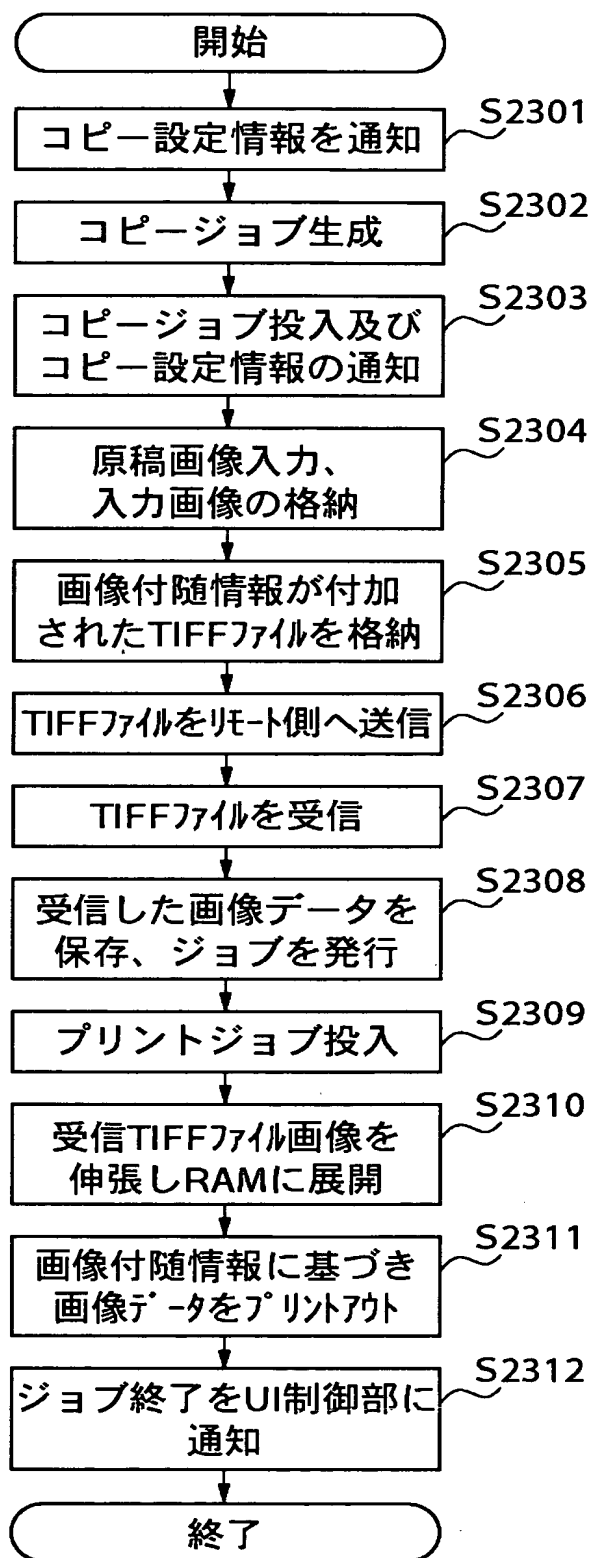 開始
S2301
コピー設定情報を通知
S2302
コピージョブ生成
S2303
コピージョブ投入及び
コピー設定情報の通知
S2304
原稿画像入力、
入力画像の格納
S2305
画像付随情報が付加
されたTIFFファイルを格納
S2306
TIFFファイルをリモート側へ送信
S2307
TIFFファイルを受信
S2308
受信した画像データを
保存、ジョブを発行
S2309
プリントジョブ投入
S2310
受信TIFFファイル画像を
伸張しRAMに展開
S2311
画像付随情報に基づき
画像データをプリントアウト
S2312
ジョブ終了をUI制御部に
通知
終了